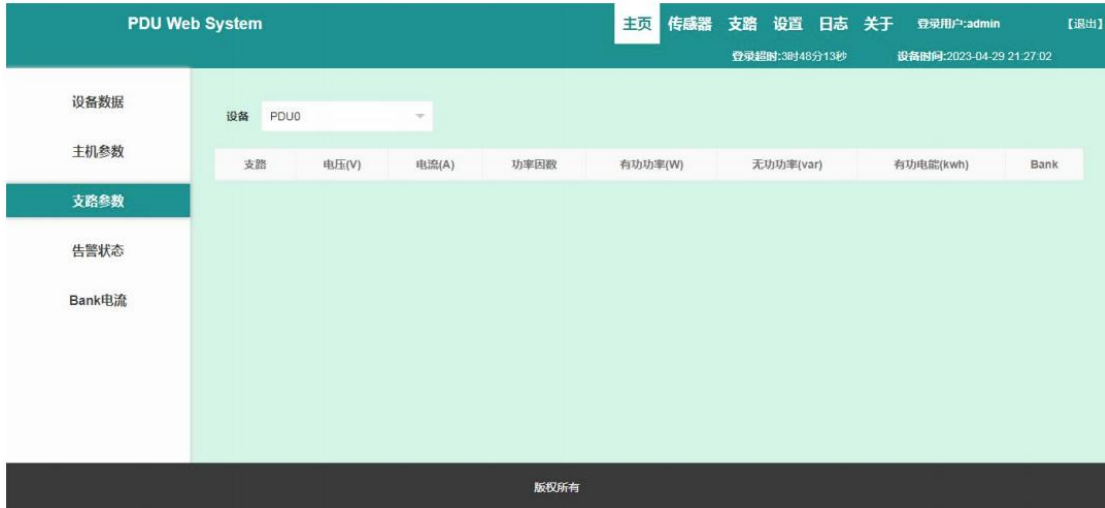 PDU Web System 主页 传感器 支路 设置 日志 关于 登录用户:admin 【退出】
登录超时:3时48分13秒 设备时间:2023-04-29 21:27:02
设备数据
主机参数
支路参数
告警状态
Bank电流
设备 PDU0
支路 电压(V) 电流(A) 功率因数 有功功率(W) 无功功率(var) 有功电能(kwh) Bank
版权所有